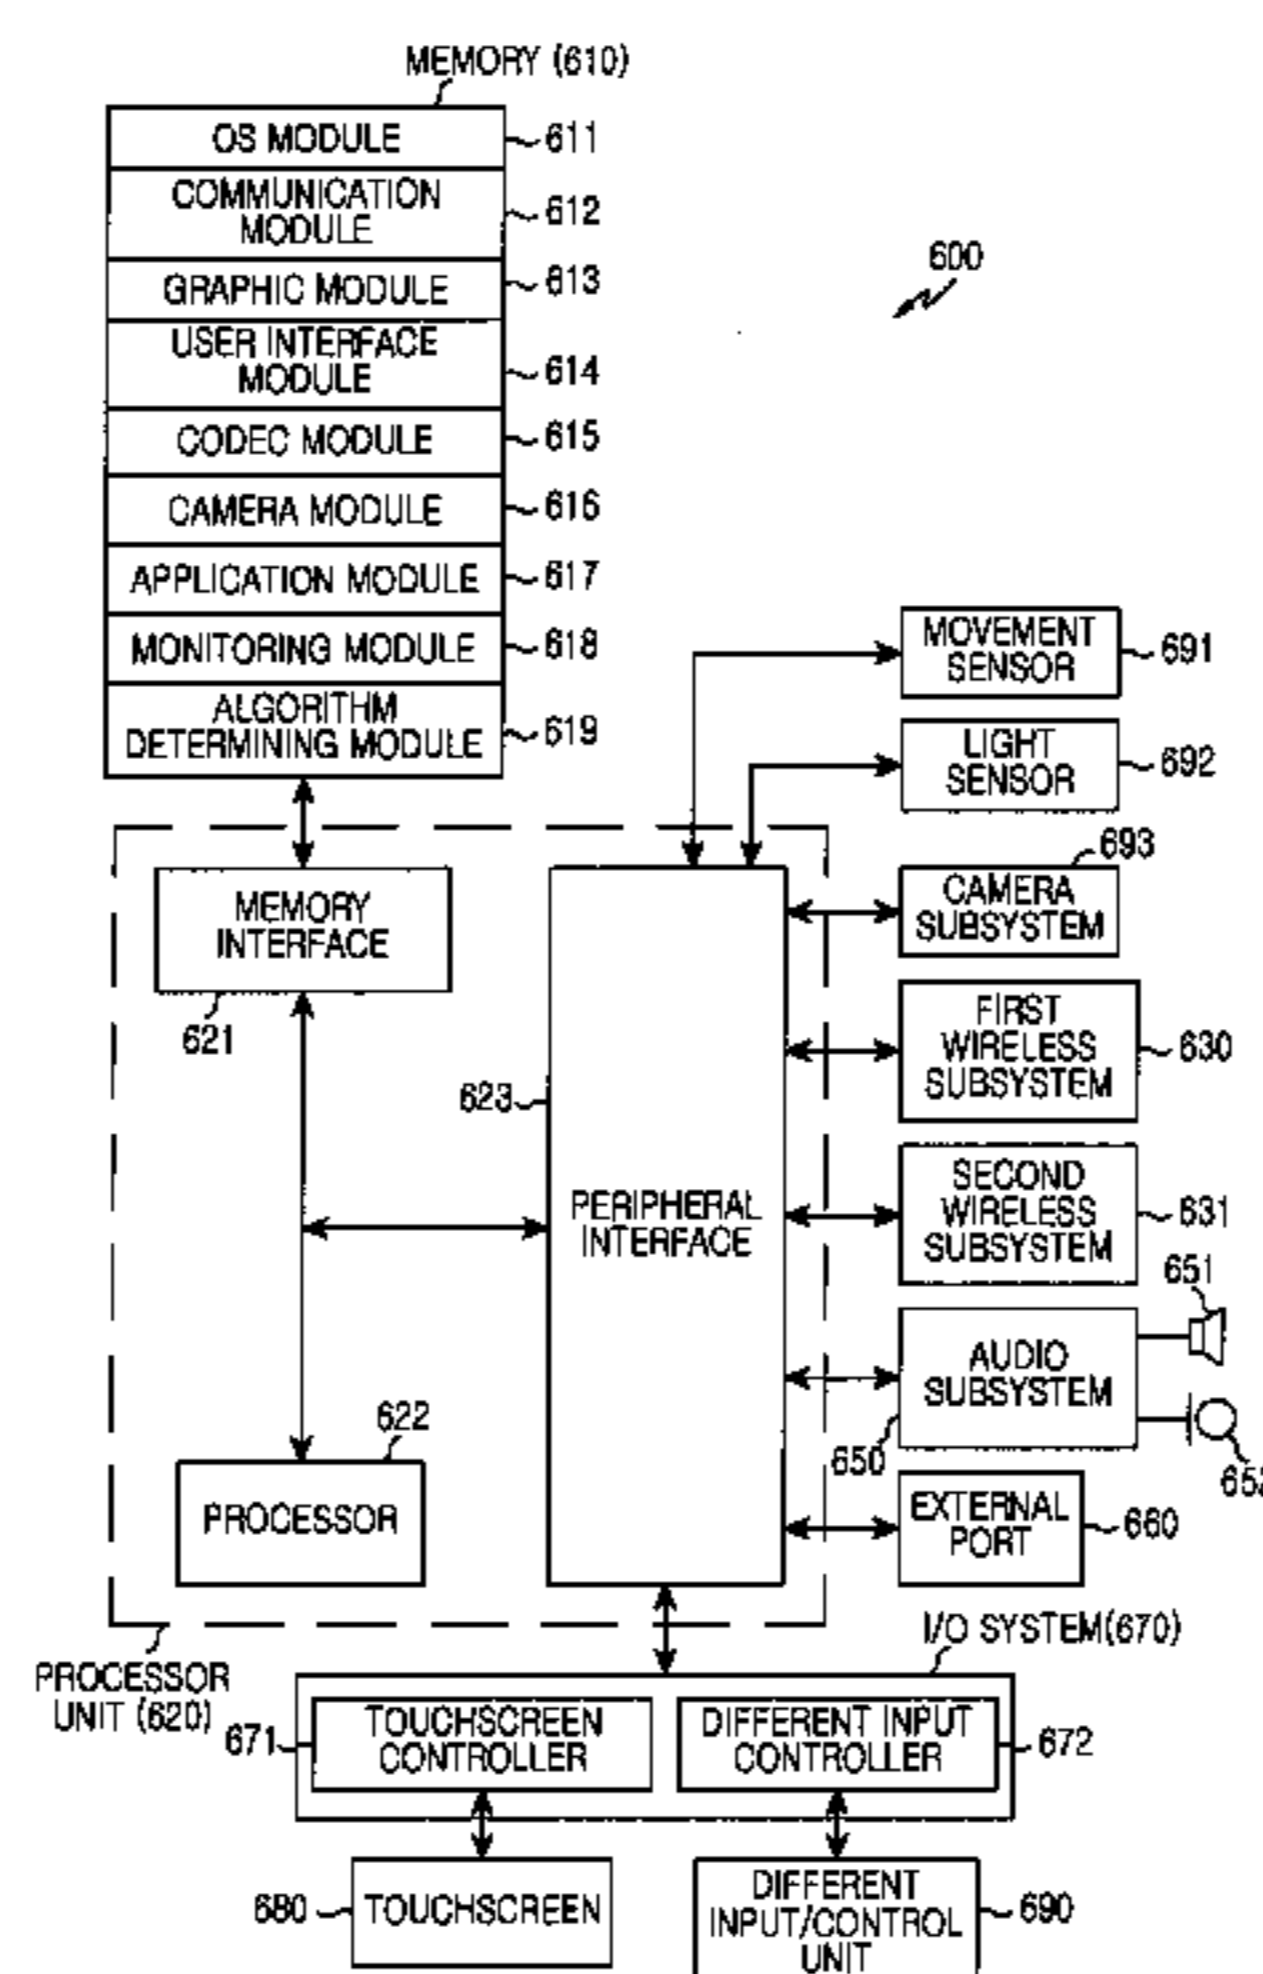 MEMORY (610)
OS MODULE
611
COMMUNICATION
MODULE
612
GRAPHIC MODULE
613
USER INTERFACE
MODULE
614
CODEC MODULE
615
CAMERA MODULE
616
APPLICATION MODULE
617
MONITORING MODULE
618
ALGORITHM
DETERMINING MODULE
619
600
MOVEMENT
SENSOR
691
LIGHT
SENSOR
692
693
CAMERA
SUBSYSTEM
MEMORY
INTERFACE
621
FIRST
WIRELESS
SUBSYSTEM
630
623
PERIPHERAL
INTERFACE
SECOND
WIRELESS
SUBSYSTEM
631
651
AUDIO
SUBSYSTEM
650
622
PROCESSOR
EXTERNAL
PORT
660
PROCESSOR
UNIT (620)
I/O SYSTEM(670)
671
TOUCHSCREEN
CONTROLLER
DIFFERENT INPUT
CONTROLLER
672
680
TOUCHSCREEN
DIFFERENT
INPUT/CONTROL
UNIT
690